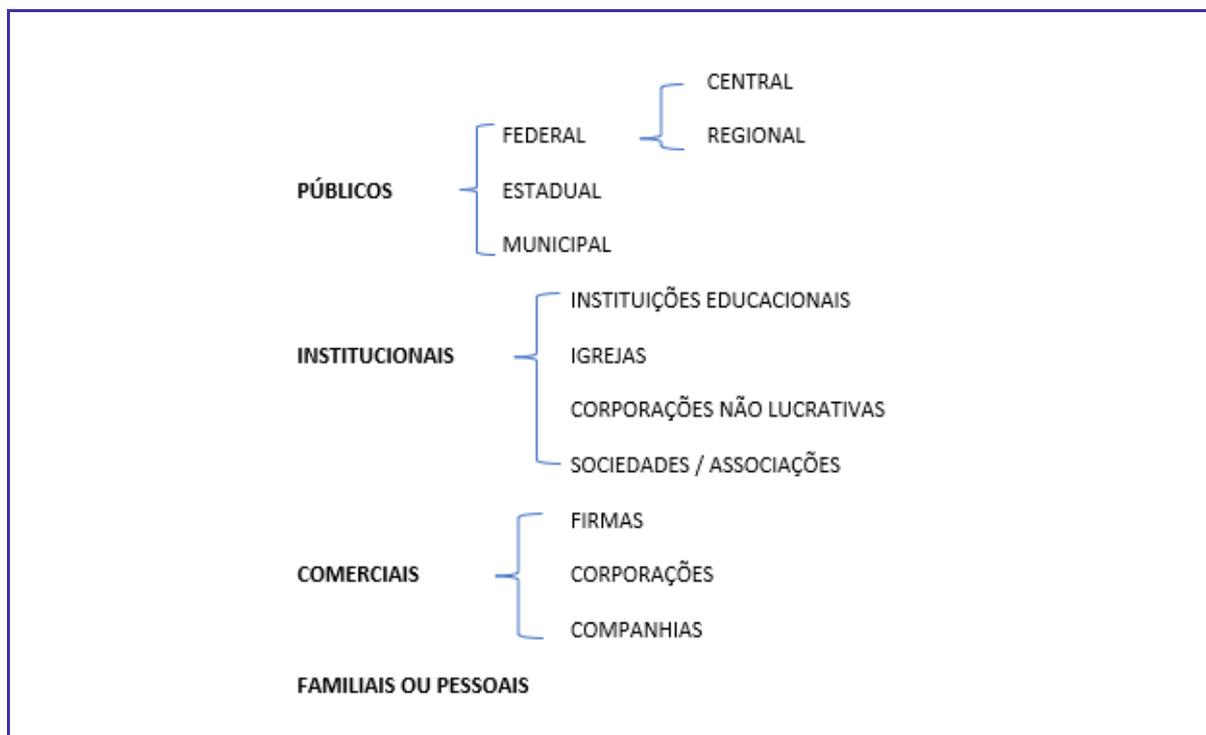 CENTRAL
FEDERAL REGIONAL
PÚBLICOS ESTADUAL
MUNICIPAL
INSTITUIÇÕES EDUCACIONAIS
INSTITUCIONAIS IGREJAS
CORPORAÇÕES NÃO LUCRATIVAS
SOCIEDADES / ASSOCIAÇÕES
FIRMAS
COMERCIAIS CORPORAÇÕES
COMPANHIAS
FAMILIAIS OU PESSOAIS